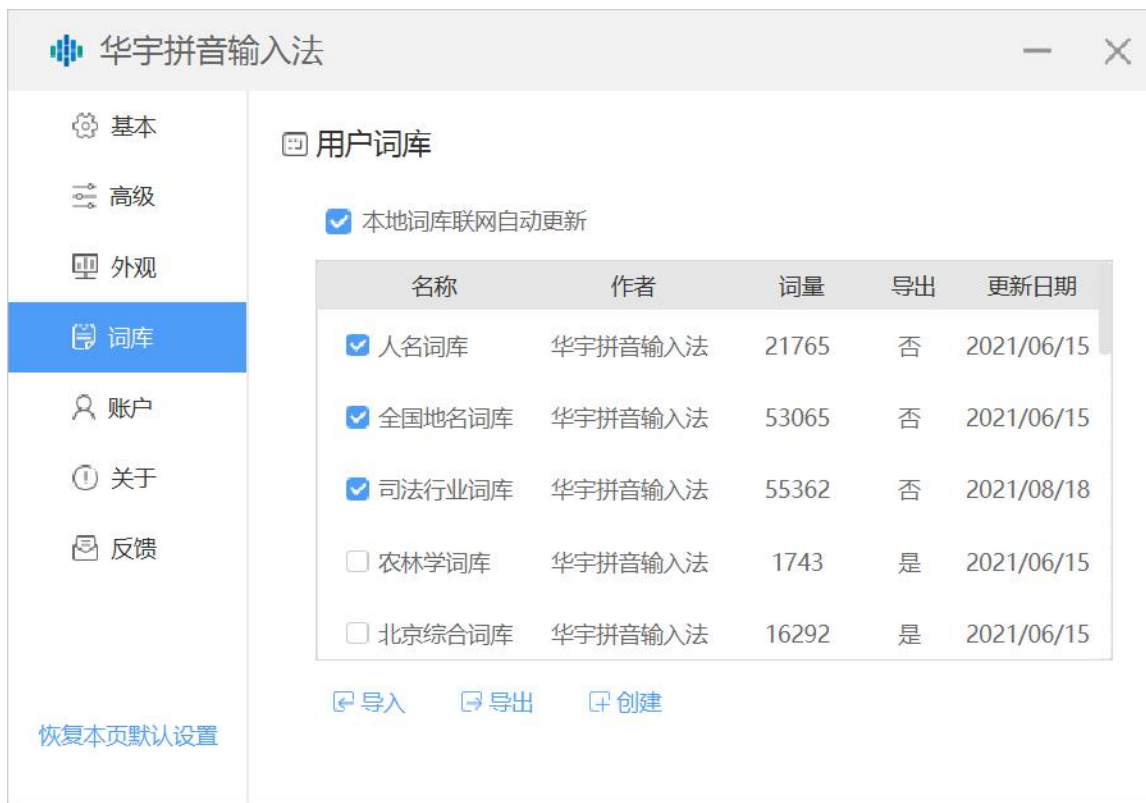 华宇拼音输入法
基本
高级
外观
词库
账户
关于
反馈
恢复本页默认设置
用户词库
本地词库联网自动更新
名称 作者 词量 导出 更新日期
人名词库 华宇拼音输入法 21765 否 2021/06/15
全国地名词库 华宇拼音输入法 53065 否 2021/06/15
司法行业词库 华宇拼音输入法 55362 否 2021/08/18
农林学词库 华宇拼音输入法 1743 是 2021/06/15
北京综合词库 华宇拼音输入法 16292 是 2021/06/15
导入 导出 创建